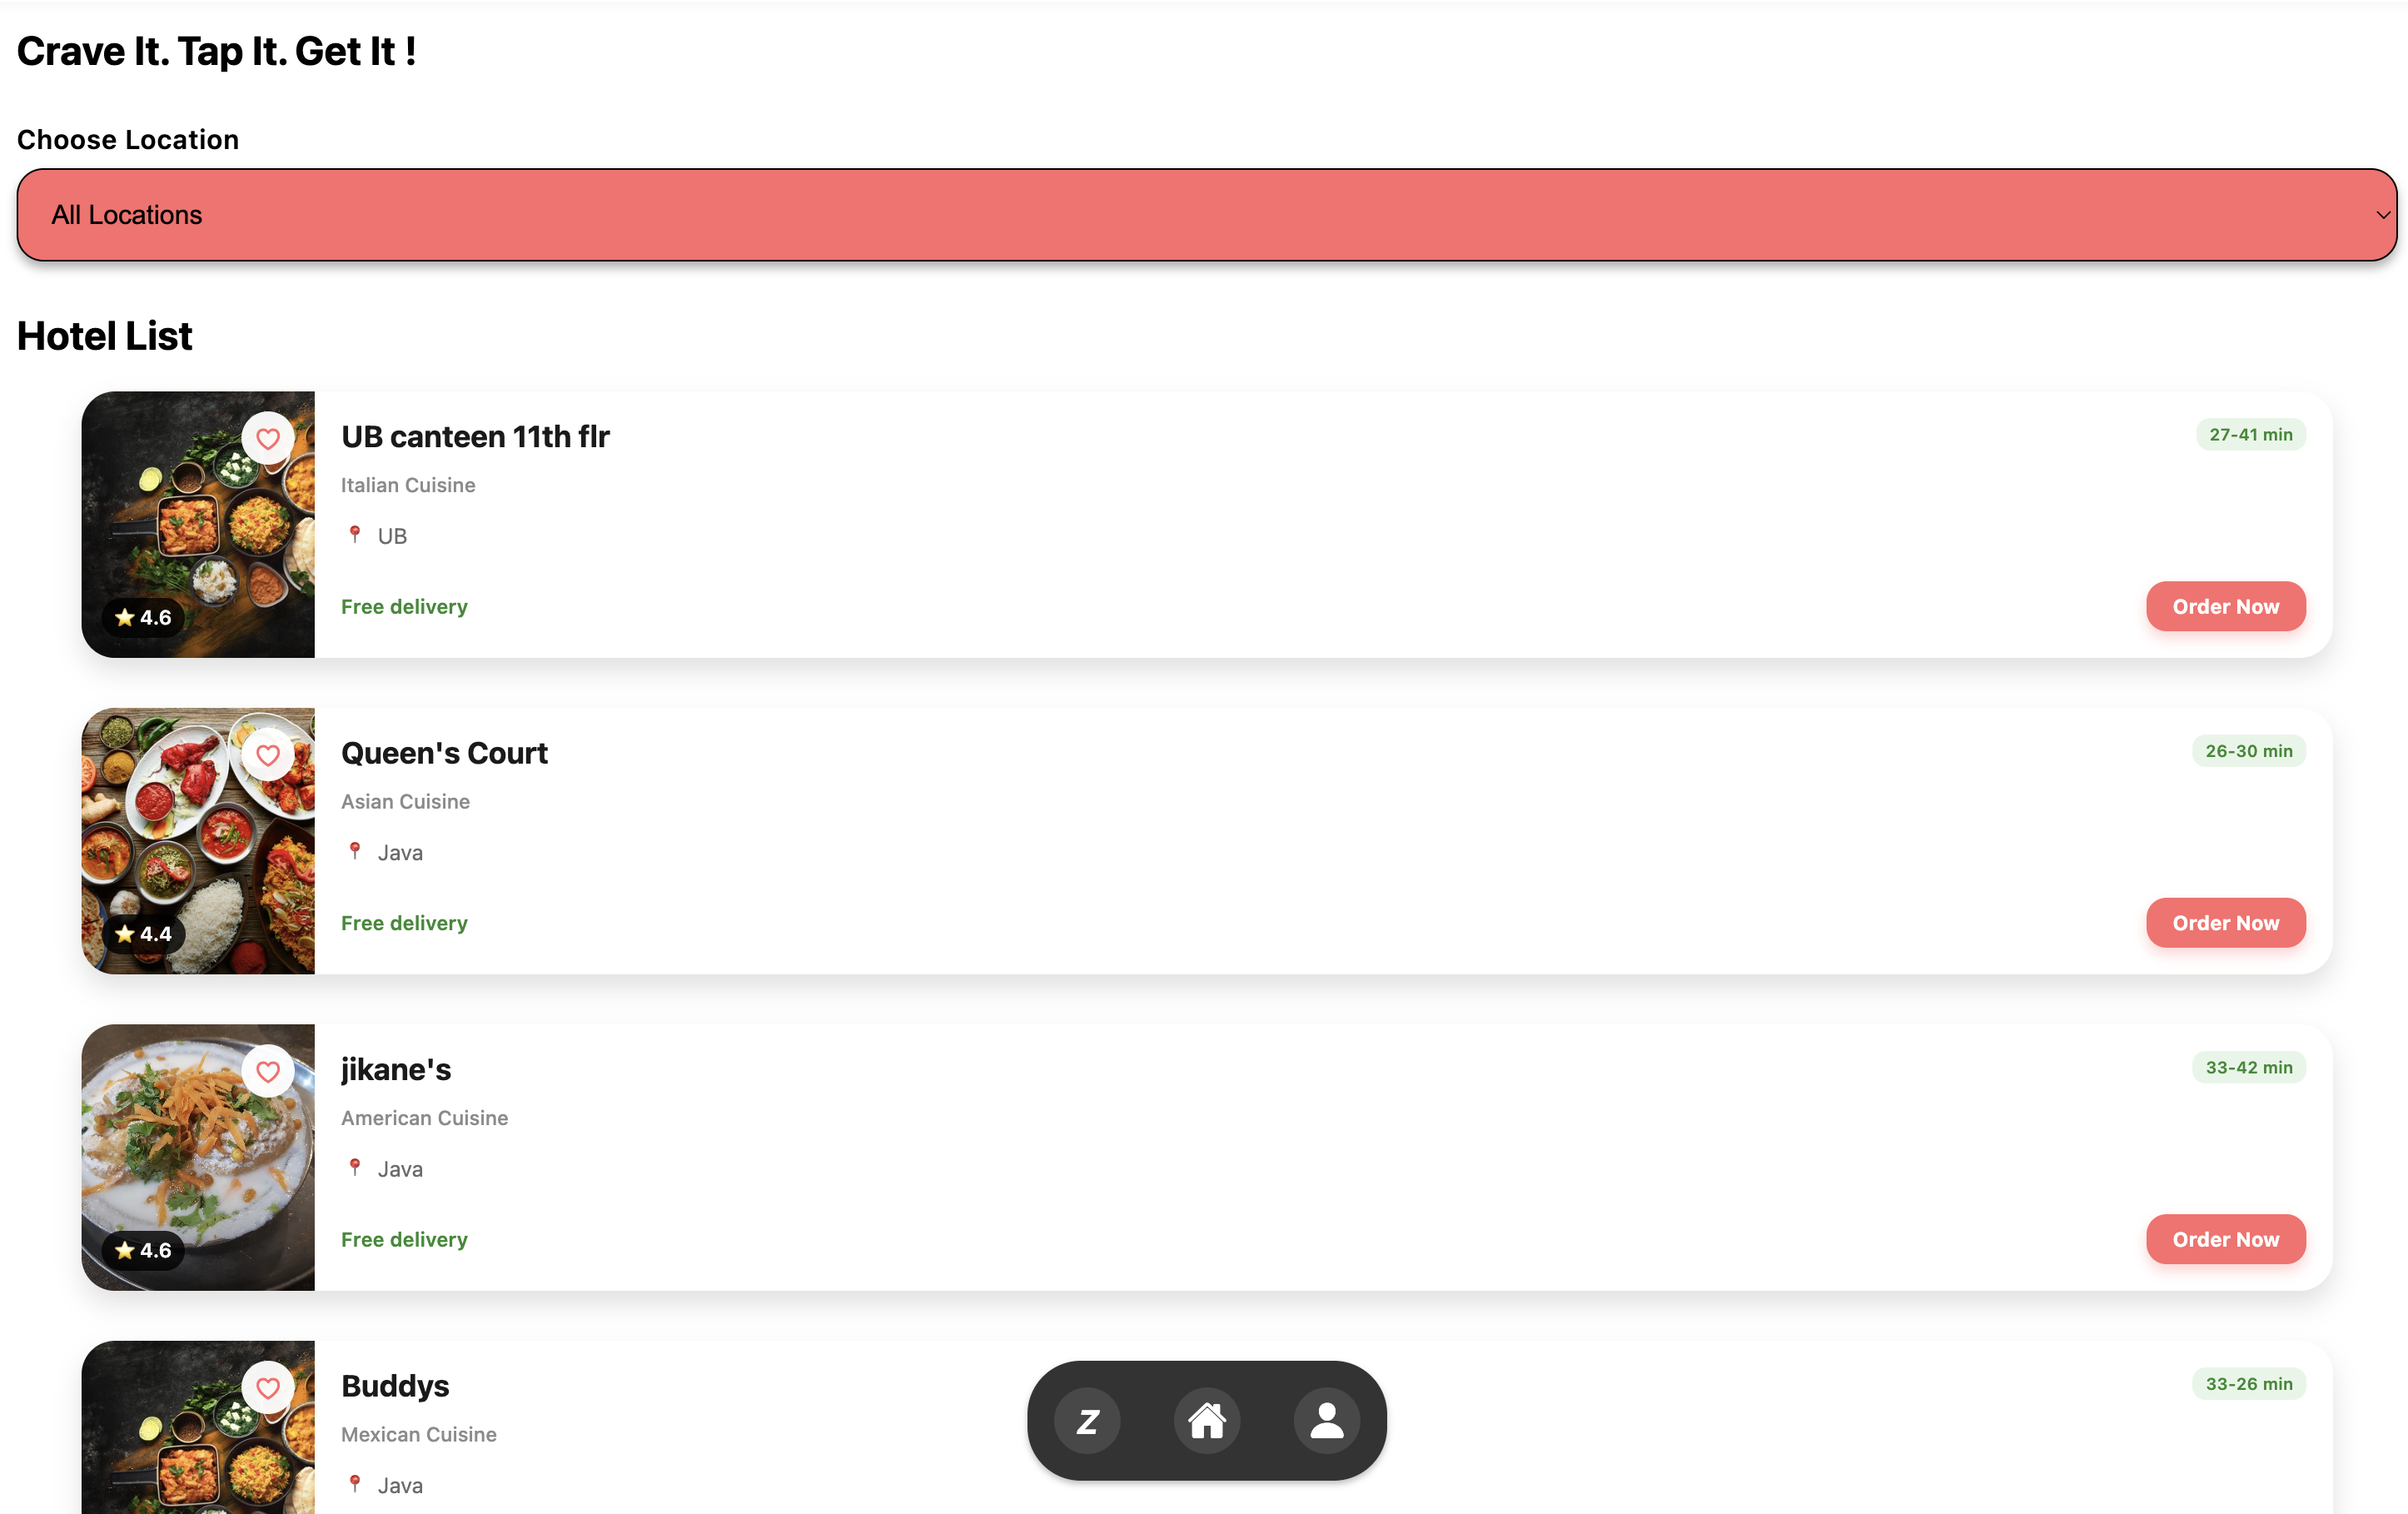 Crave It. Tap It. Get It !
Choose Location
All Locations
Hotel List
UB canteen 11th flr
27-41 min
Italian Cuisine
📍 UB
⭐ 4.6
Free delivery
Order Now
Queen's Court
26-30 min
Asian Cuisine
📍 Java
⭐ 4.4
Free delivery
Order Now
jikane's
33-42 min
American Cuisine
📍 Java
⭐ 4.6
Free delivery
Order Now
Buddys
33-26 min
Mexican Cuisine
Z
📍 Java